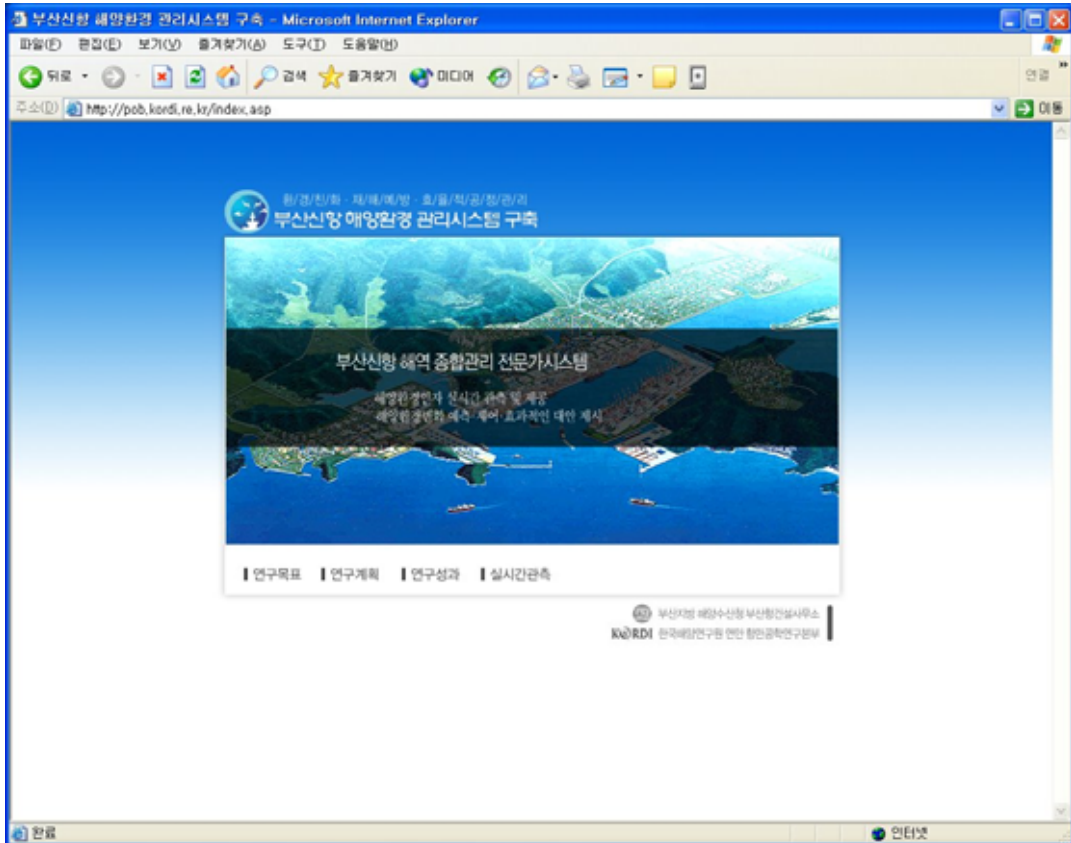 부산신항 해양환경 관리시스템 구축 - Microsoft Internet Explorer
파일(F) 편집(E) 보기(V) 즐겨찾기(A) 도구(T) 도움말(H)
뒤로 검색 즐겨찾기 미디어 연결 »
주소(D) http://pob.kordi.re.kr/index.asp 이동
환/경/친/화 · 재/해/예/방 · 효/율/적/공/정/관/리
부산신항 해양환경 관리시스템 구축
부산신항 해역 종합관리 전문가시스템
해양환경인자 실시간 관측 및 제공
해양환경변화 예측·제어·효과적인 대안 제시
연구목표 연구계획 연구성과 실시간관측
부산지방 해양수산청 부산항건설사무소
KORDI 한국해양연구원 연안·항만공학연구본부
완료 인터넷